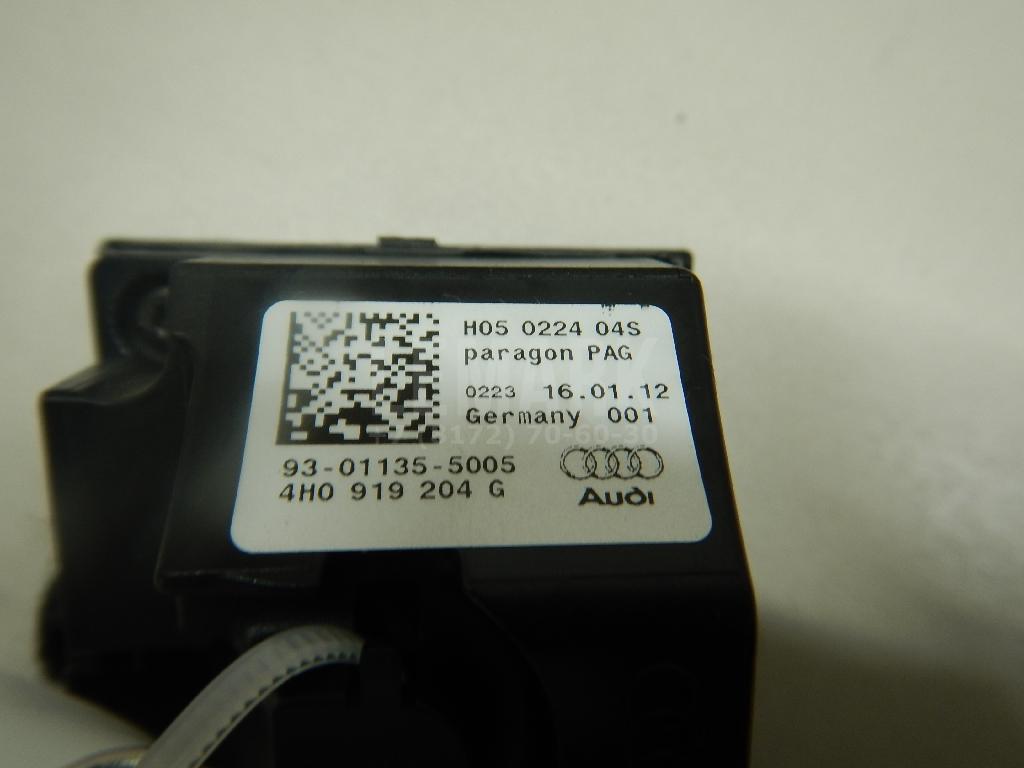 H05 0224 04S
paragon PAG
0223 16.01.12
Germany 001
93-01135-5005
4H0 919 204 G
Audi